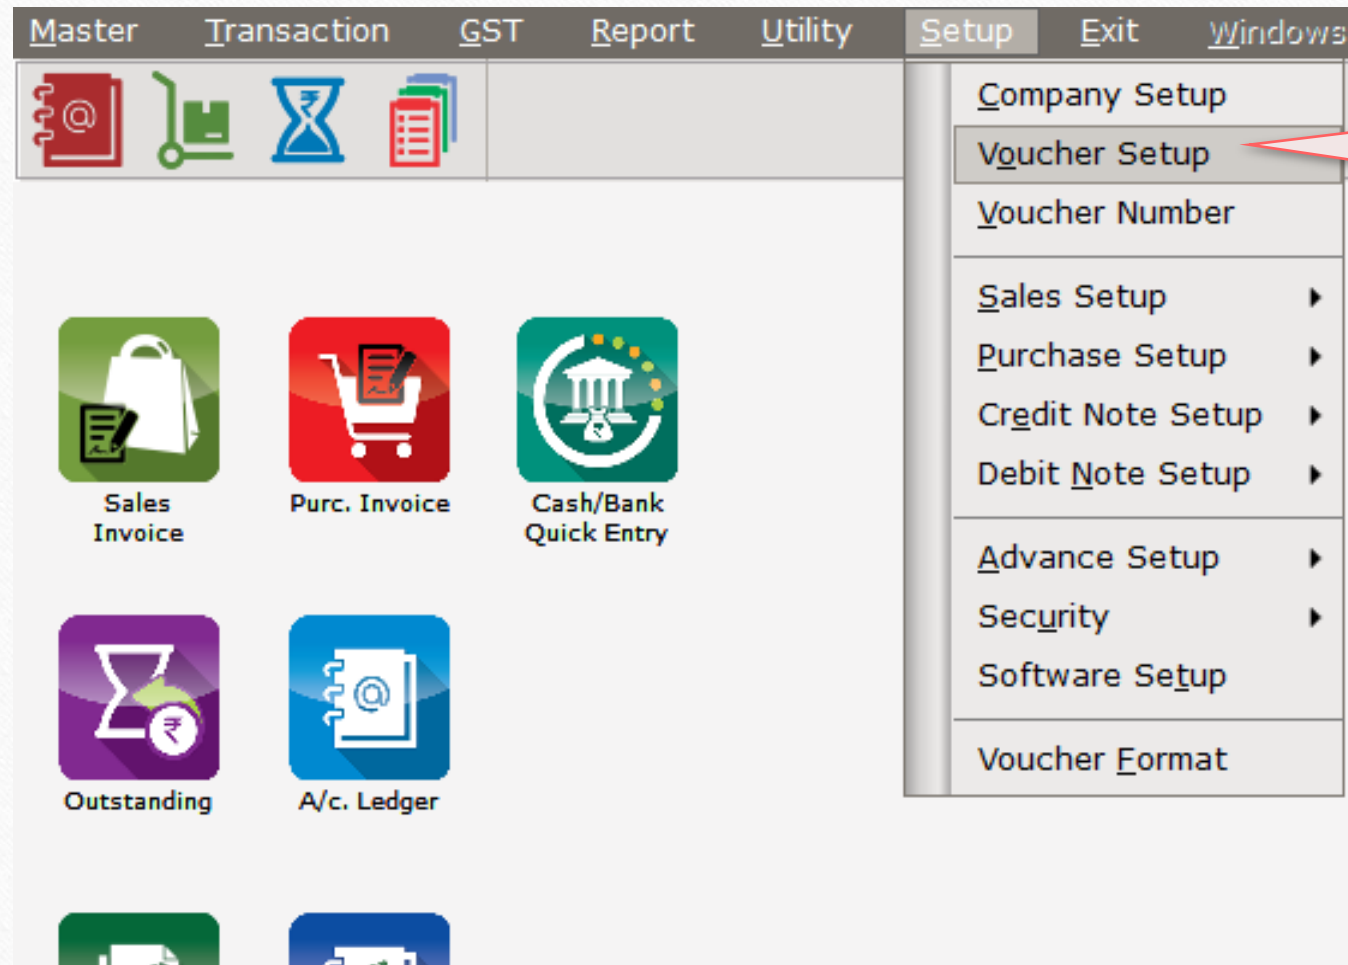 Master Transaction GST Report Utility Setup Exit Windows
Company Setup
Voucher Setup
Voucher Number
Sales Setup
Purchase Setup
Credit Note Setup
Debit Note Setup
Advance Setup
Security
Software Setup
Voucher Format
Sales
Invoice
Purc. Invoice
Cash/Bank
Quick Entry
Outstanding
A/c. Ledger